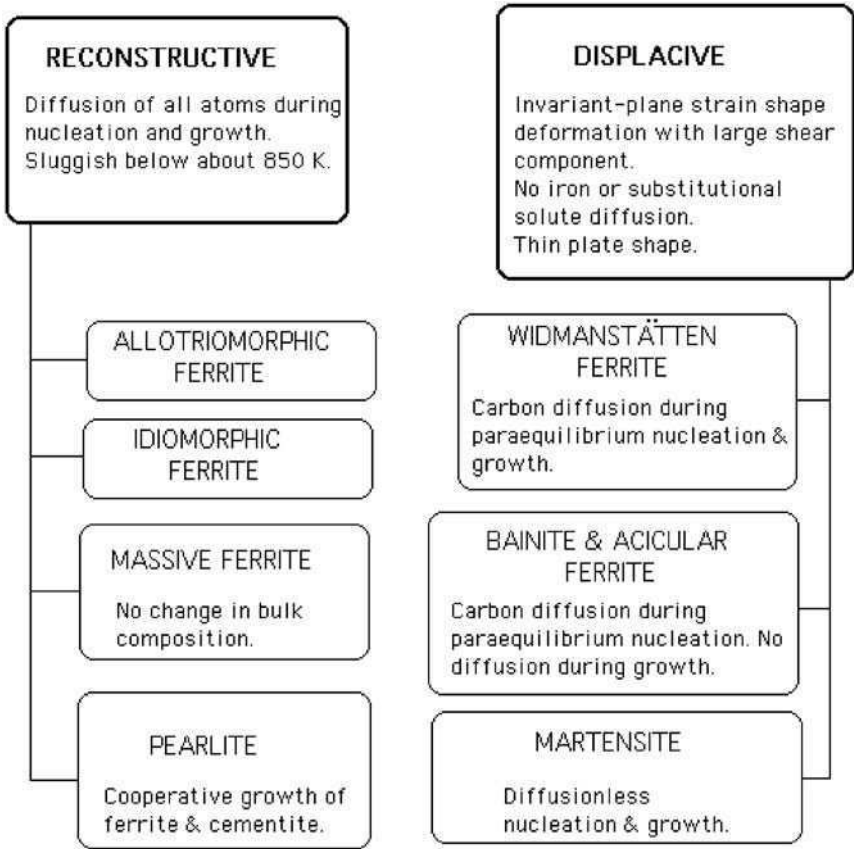 RECONSTRUCTIVE
Diffusion of all atoms during
nucleation and growth.
Sluggish below about 850 K.
ALLOTRIOMORPHIC
FERRITE
IDIOMORPHIC
FERRITE
MASSIVE FERRITE
No change in bulk
composition.
PEARLITE
Cooperative growth of
ferrite & cementite.
DISPLACIVE
Invariant-plane strain shape
deformation with large shear
component.
No iron or substitutional
solute diffusion.
Thin plate shape.
WIDMANSTÄTTEN
FERRITE
Carbon diffusion during
paraequilibrium nucleation &
growth.
BAINITE & ACICULAR
FERRITE
Carbon diffusion during
paraequilibrium nucleation. No
diffusion during growth.
MARTENSITE
Diffusionless
nucleation & growth.